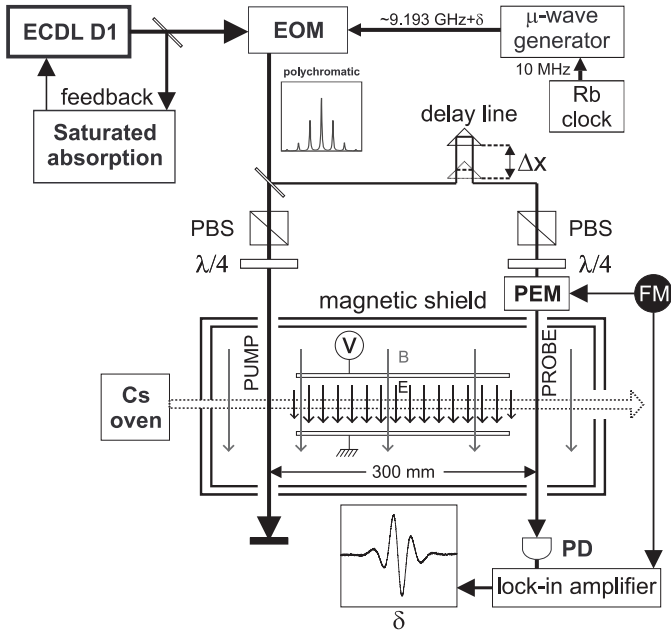 ECDL D1
EOM
~9.193 GHz+δ
μ-wave
generator
feedback
Saturated
absorption
polychromatic
10 MHz
Rb
clock
delay line
Δx
PBS
PBS
λ/4
λ/4
PEM
FM
magnetic shield
PUMP
V
B
E
PROBE
Cs
oven
300 mm
PD
lock-in amplifier
δ